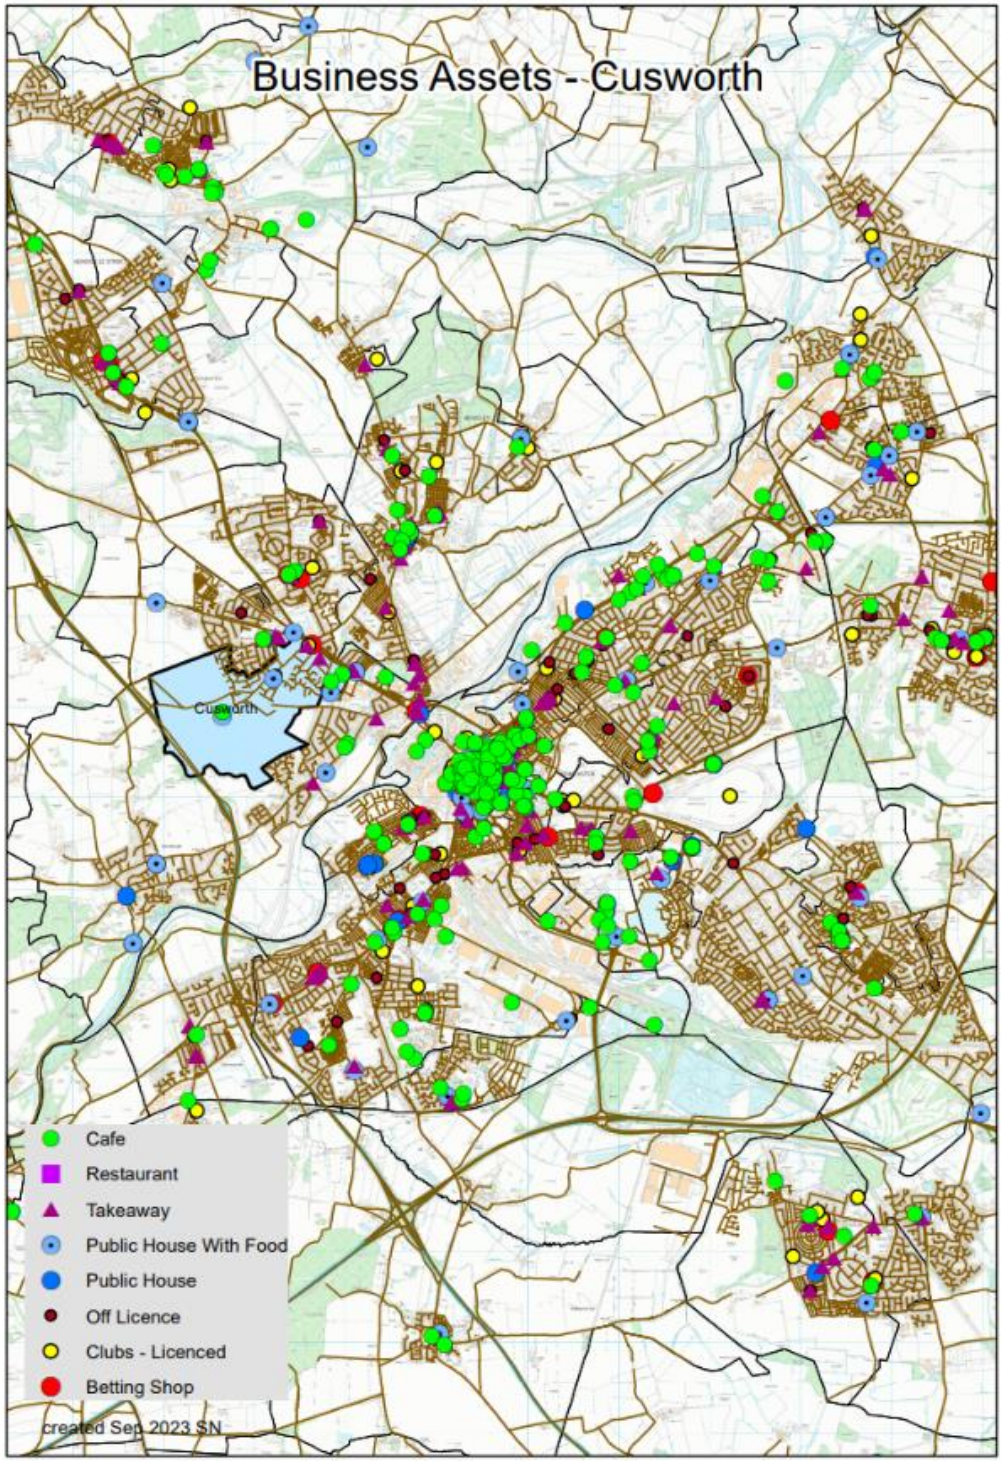 Business Assets - Cusworth
Cusworth
Cafe
Restaurant
Takeaway
Public House With Food
Public House
Off Licence
Clubs - Licenced
Betting Shop
created Sep 2023 SN